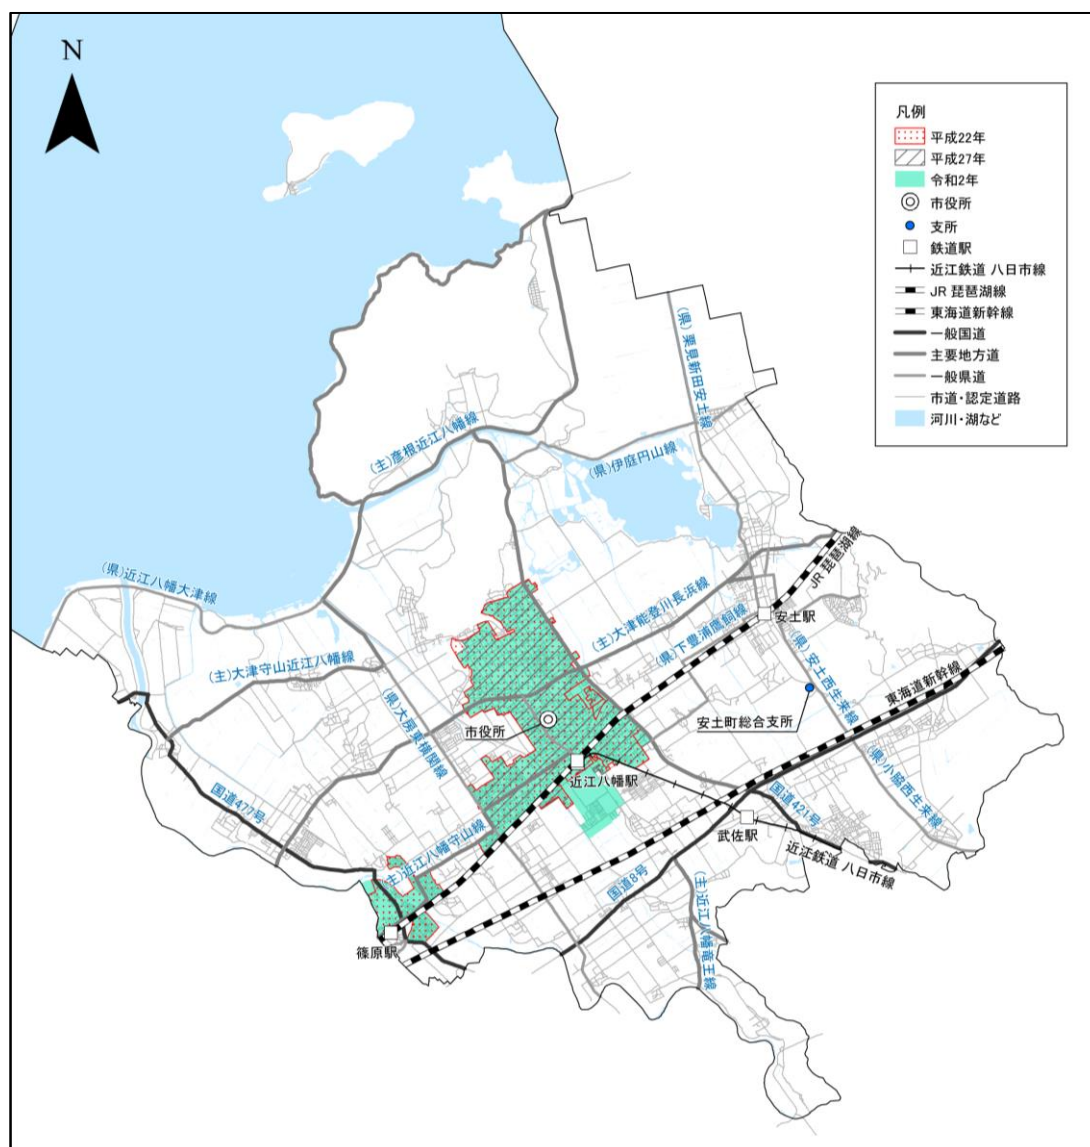 N
凡例
平成22年
平成27年
令和2年
市役所
支所
鉄道駅
近江鉄道 八日市線
JR 琵琶湖線
東海道新幹線
一般国道
主要地方道
一般県道
市道・認定道路
河川・湖など
(県)栗見新田安土線
(主)彦根近江八幡線
(県)伊庭円山線
JR 琵琶湖線
(県)近江八幡大津線
(主)大津能登川長浜線
(県)下豊浦鷹飼線
安土駅
(主)大津守山近江八幡線
(県)安土西生来線
東海道新幹線
(県)大房東横関線
市役所
安土町総合支所
近江八幡駅
(県)小脇西生来線
国道477号
国道421号
武佐駅
近江鉄道 八日市線
(主)近江八幡守山線
国道8号
(主)近江八幡竜王線
篠原駅